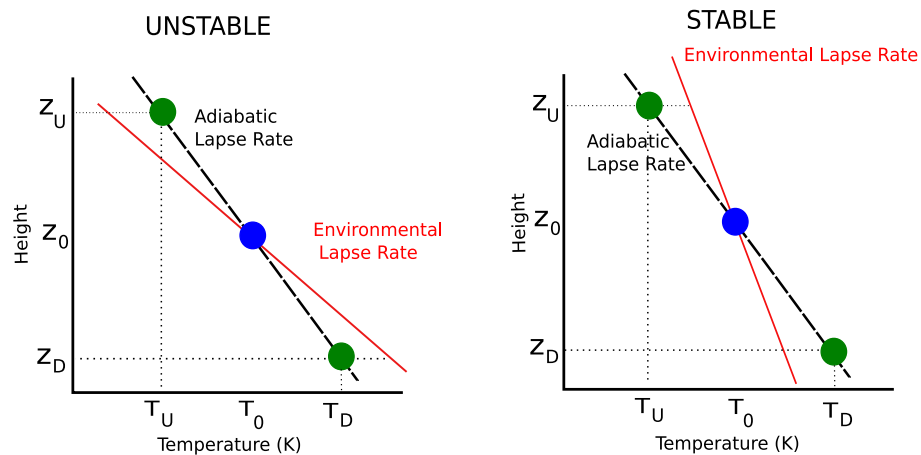 UNSTABLE
Z_U
Adiabatic
Lapse Rate
Z_0
Height
Environmental
Lapse Rate
Z_D
T_U T_0 T_D
Temperature (K)
STABLE
Environmental Lapse Rate
Z_U
Adiabatic
Lapse Rate
Z_0
Height
Z_D
T_U T_0 T_D
Temperature (K)